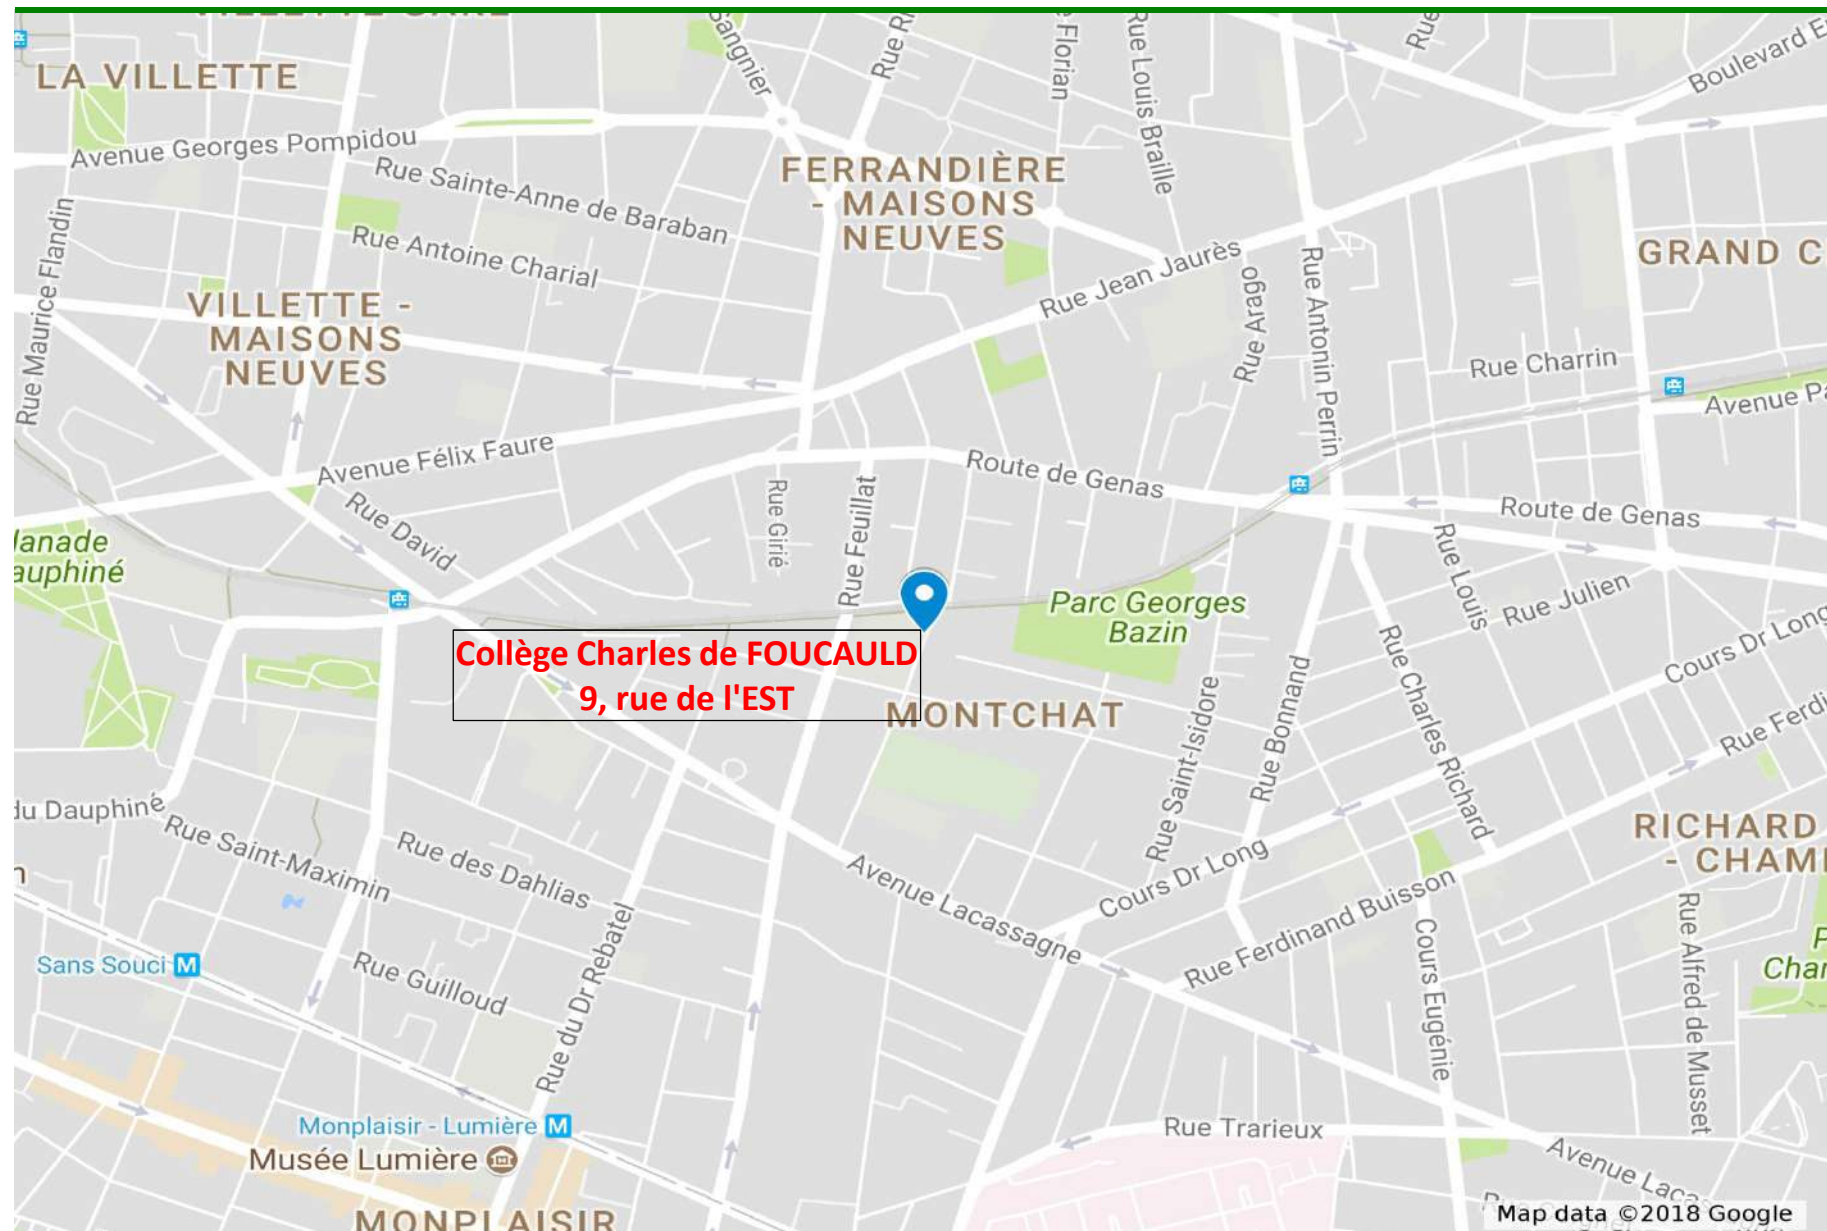 VILLETTE GARE
LA VILLETTE
Sangnier
Florian
Rue Louis Braille
Rue
Avenue Georges Pompidou
Rue Sainte-Anne de Baraban
Rue Antoine Charial
FERRANDIÈRE
- MAISONS
NEUVES
Rue Jean Jaurès
Rue Arago
Rue Antonin Perrin
GRAND C
Rue Maurice Flandin
VILLETTE -
MAISONS
NEUVES
Rue Charrin
Avenue Félix Faure
Rue David
Rue Girié
Rue Feuillat
Route de Genas
Route de Genas
Rue Louis
Rue Julien
lanade
auphiné
Parc Georges
Bazin
Collège Charles de FOUCAULD
9, rue de l'EST
MONTCHAT
Rue Saint-Isidore
Rue Bonnand
Rue Charles Richard
Cours Dr Long
Rue Ferdi
du Dauphiné
Rue Saint-Maximin
Rue des Dahlias
Avenue Lacassagne
Cours Dr Long
Rue Ferdinand Buisson
RICHARD
- CHAM
Sans Souci M
Rue Guilloud
Rue du Dr Rebatel
Cours Eugénie
Rue Alfred de Musset
Char
Monplaisir - Lumière M
Musée Lumière
Rue Trarieux
Avenue Laca
MONPLAISIR
Map data ©2018 Google